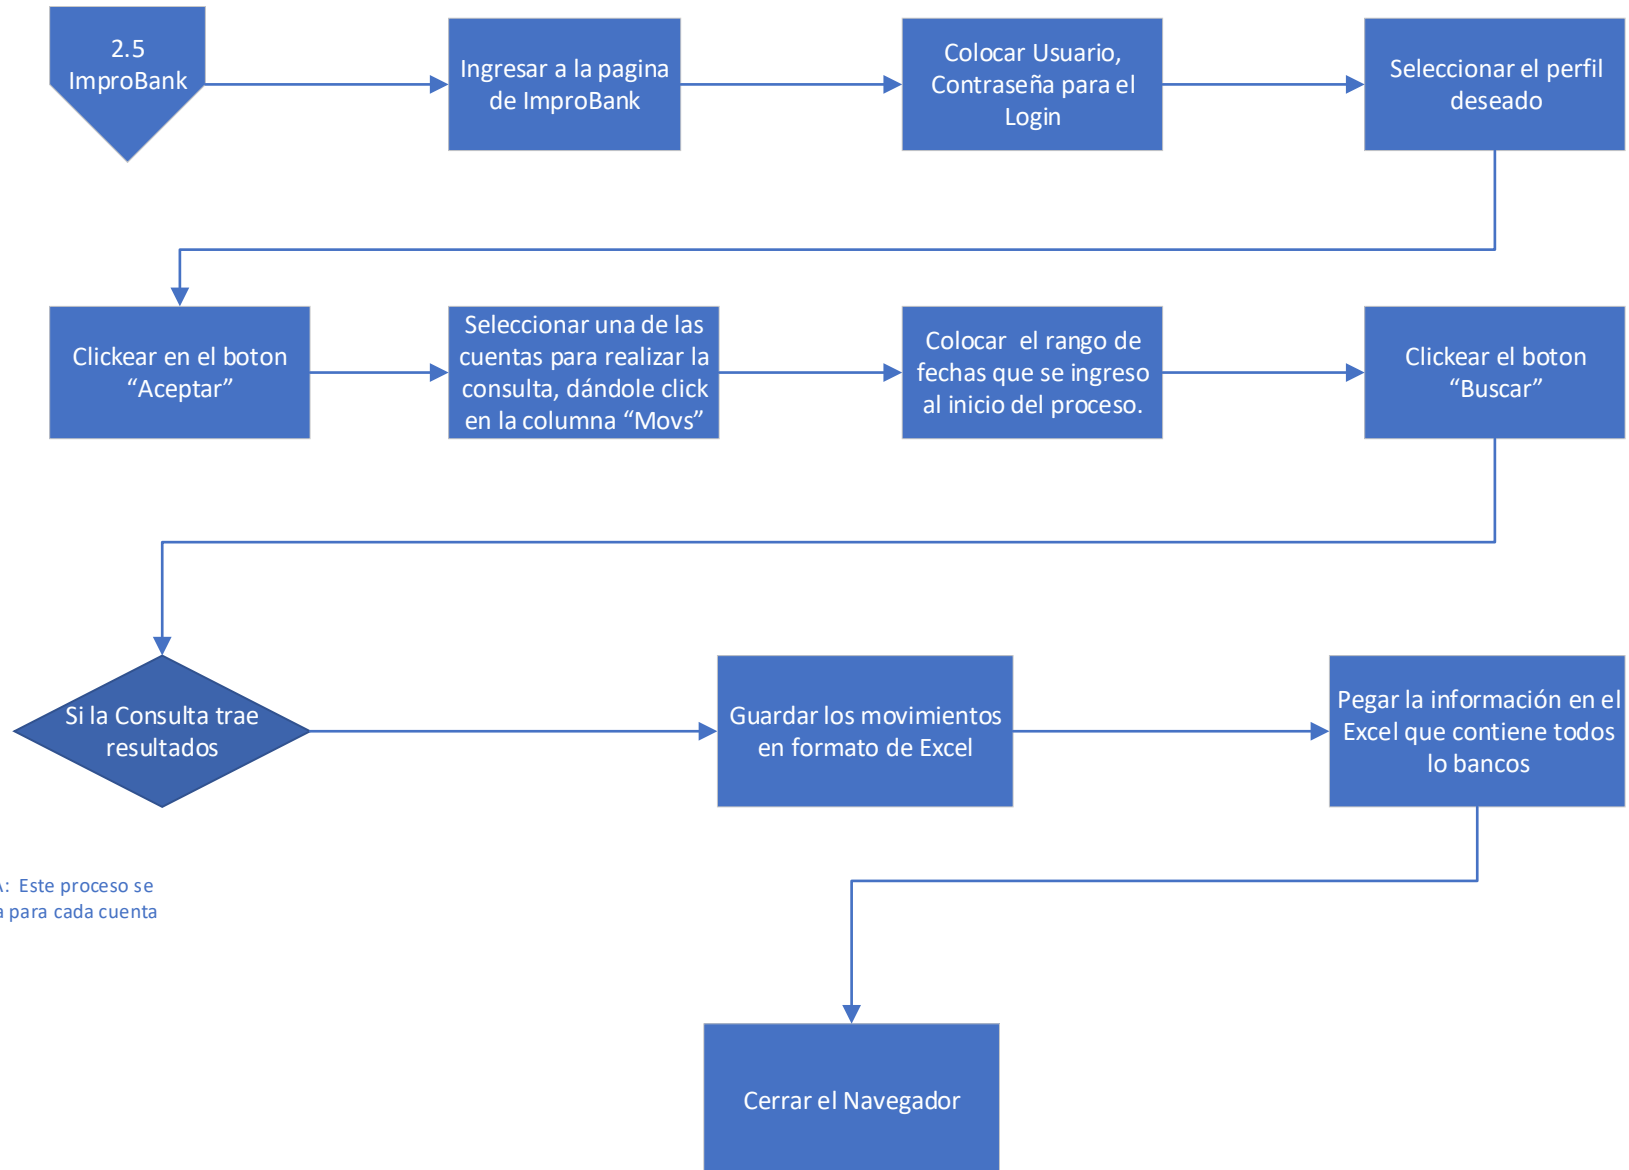 2.5
ImproBank
Ingresar a la pagina
de ImproBank
Colocar Usuario,
Contraseña para el
Login
Seleccionar el perfil
deseado
Clickear en el boton
“Aceptar”
Seleccionar una de las
cuentas para realizar la
consulta, dándole click
en la columna “Movs”
Colocar  el rango de
fechas que se ingreso
al inicio del proceso.
Clickear el boton
“Buscar”
Si la Consulta trae
resultados
Guardar los movimientos
en formato de Excel
Pegar la información en el
Excel que contiene todos
lo bancos
: Este proceso se
para cada cuenta
Cerrar el Navegador